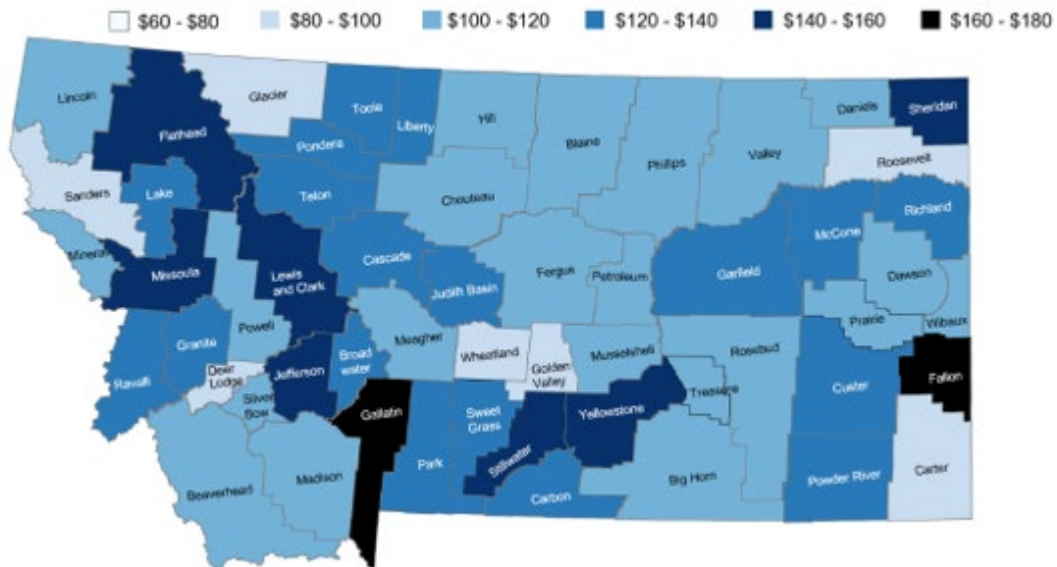 $60 - $80 $80 - $100 $100 - $120 $120 - $140 $140 - $160 $160 - $180
Lincoln
Flathead
Glacier
Toole
Liberty
Hill
Blaine
Phillips
Valley
Daniels
Sheridan
Roosevelt
Pondera
Teton
Chouteau
Sanders
Lake
Mineral
Missoula
Lewis
and Clark
Cascade
Judith Basin
Fergus
Petroleum
Garfield
McCone
Richland
Dawson
Prairie
Wibaux
Powell
Granite
Ravalli
Deer
Lodge
Silver
Bow
Jefferson
Broad
water
Meagher
Wheatland
Golden
Valley
Musselshell
Rosebud
Treasure
Custer
Fallon
Gallatin
Sweet
Grass
Stillwater
Yellowstone
Park
Carbon
Big Horn
Powder River
Carter
Madison
Beaverhead